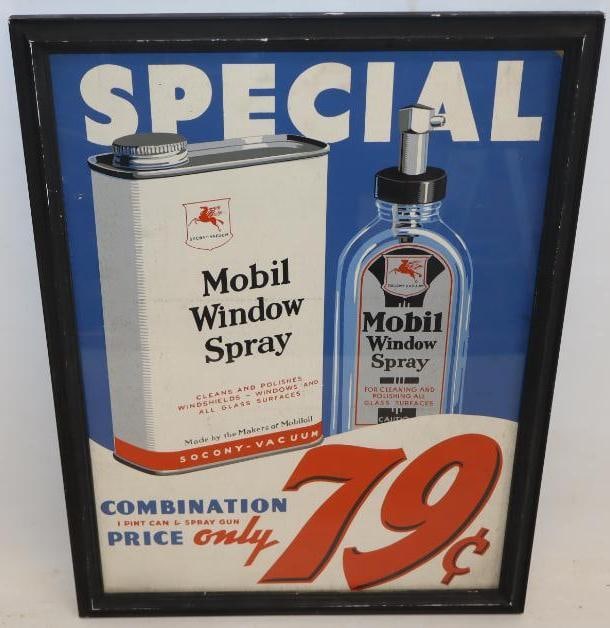 SPECIAL
SOCONY-VACUUM
Mobil
Window
Spray
CLEANS AND POLISHES
WINDSHIELDS - WINDOWS AND
ALL GLASS SURFACES
Made by the Makers of Mobiloil
SOCONY-VACUUM
SOCONY-VACUUM
Mobil
Window
Spray
FOR CLEANING AND
POLISHING ALL
GLASS SURFACES
COMBINATION
1 PINT CAN & SPRAY GUN
PRICE only 79¢